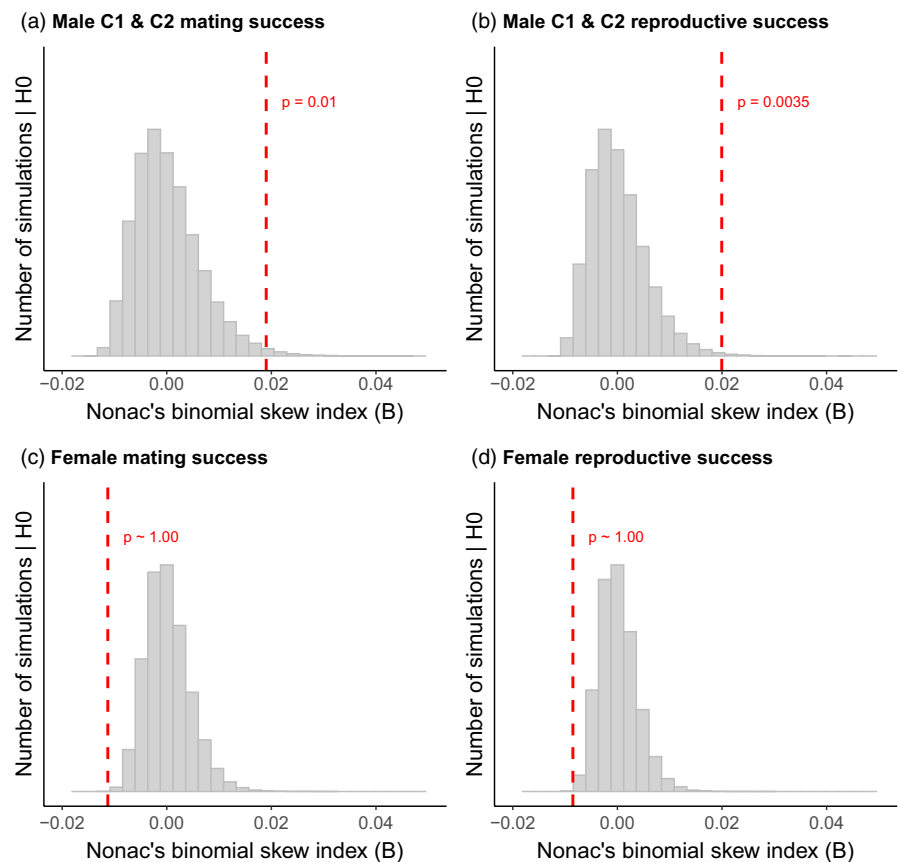 (a) Male C1 & C2 mating success
Number of simulations | H0
p = 0.01
−0.02 0.00 0.02 0.04
Nonac's binomial skew index (B)
(b) Male C1 & C2 reproductive success
Number of simulations | H0
p = 0.0035
−0.02 0.00 0.02 0.04
Nonac's binomial skew index (B)
(c) Female mating success
Number of simulations | H0
p ~ 1.00
−0.02 0.00 0.02 0.04
Nonac's binomial skew index (B)
(d) Female reproductive success
Number of simulations | H0
p ~ 1.00
−0.02 0.00 0.02 0.04
Nonac's binomial skew index (B)